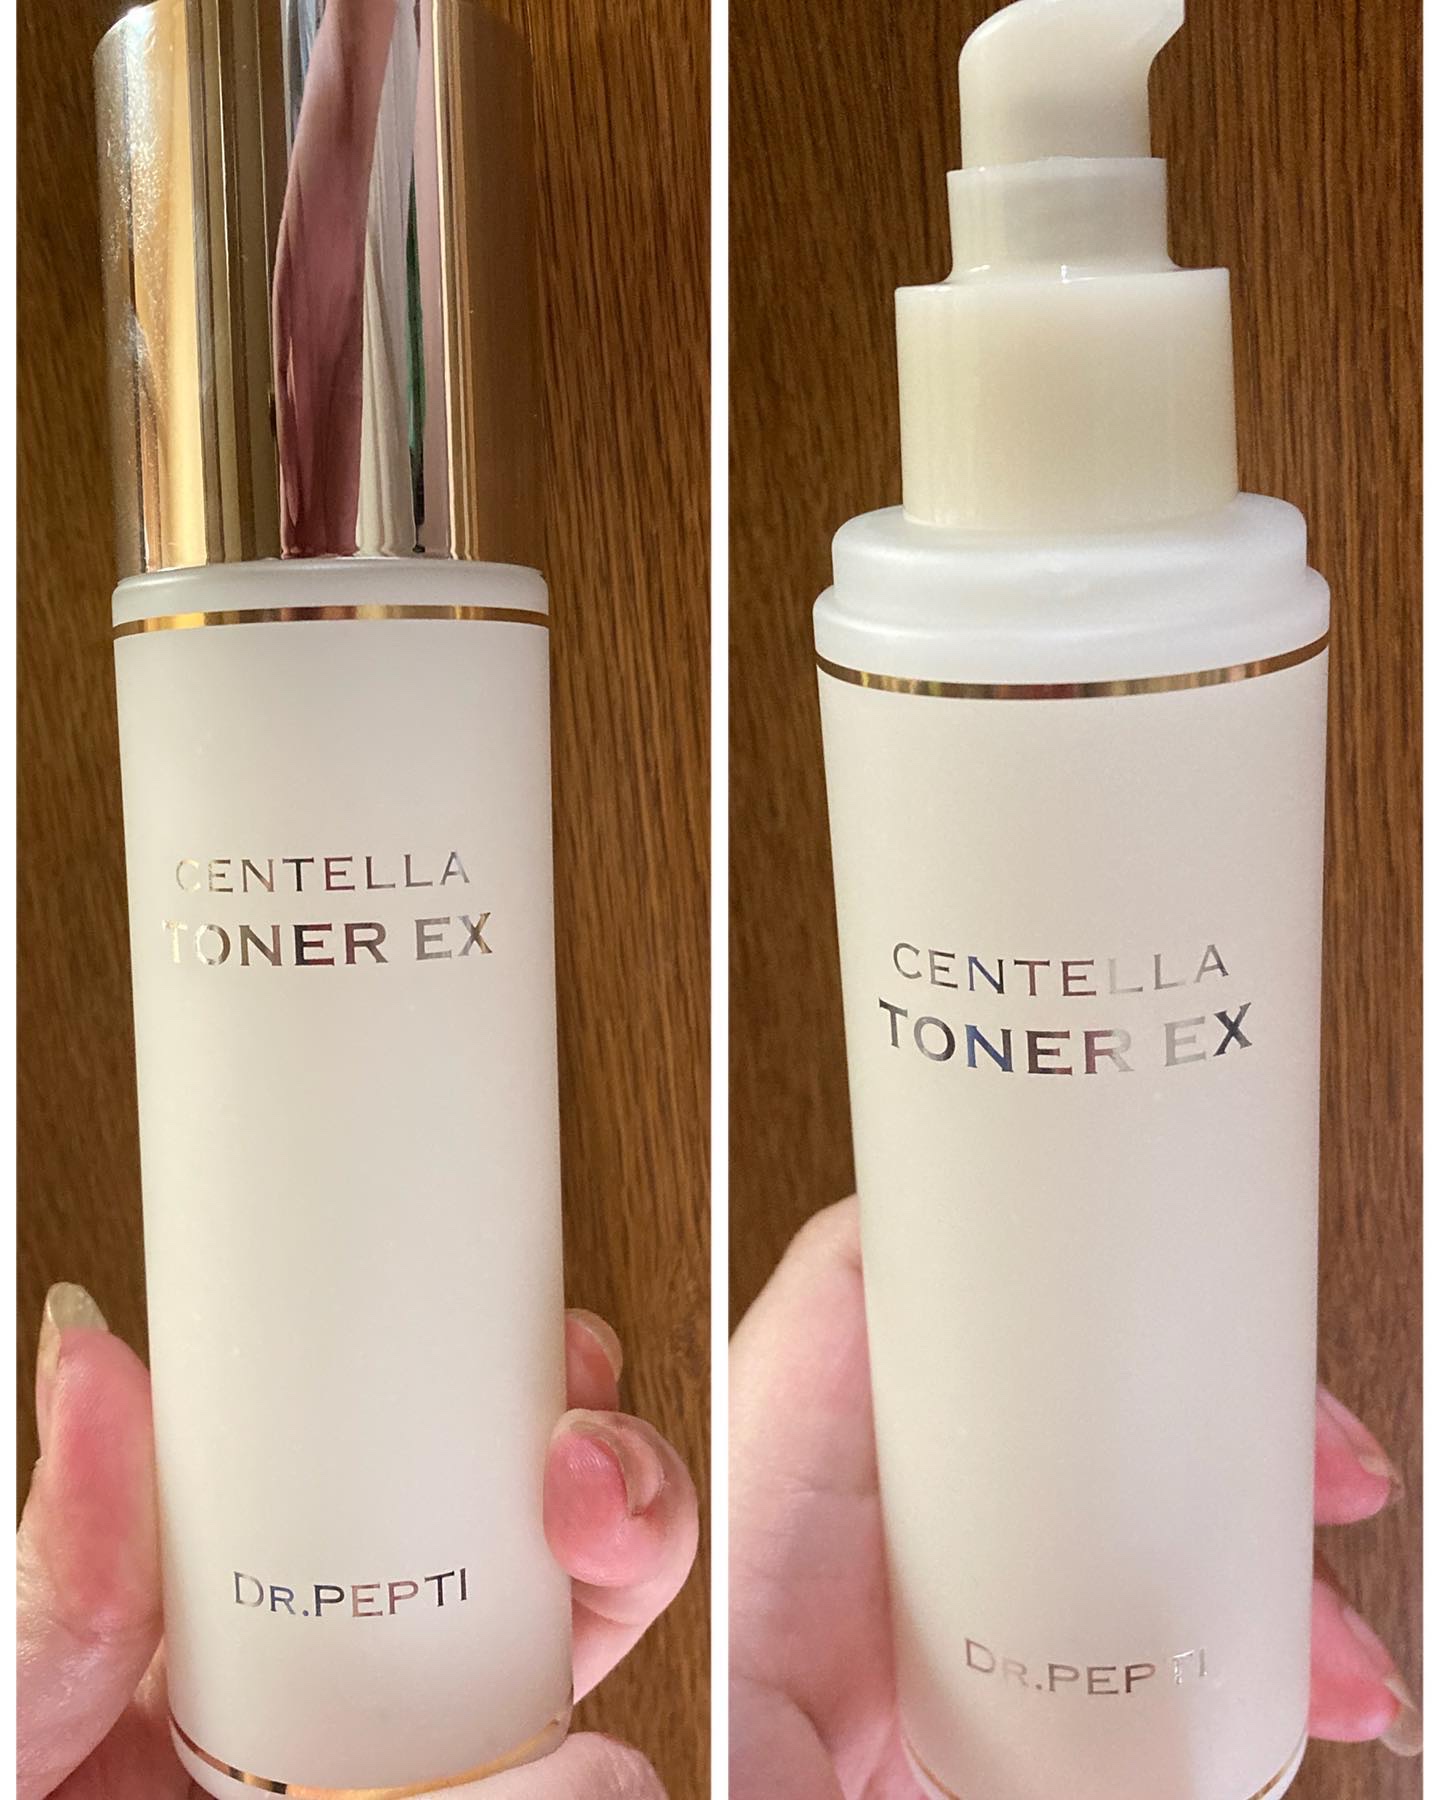 CENTELLA
TONER EX
DR.PEPTI
CENTELLA
TONER EX
DR.PEPTI